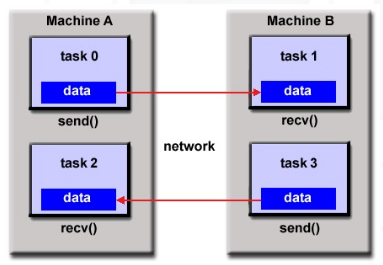 Machine A
task 0
data
send()
task 2
data
recv()
network
Machine B
task 1
data
recv()
task 3
data
send()